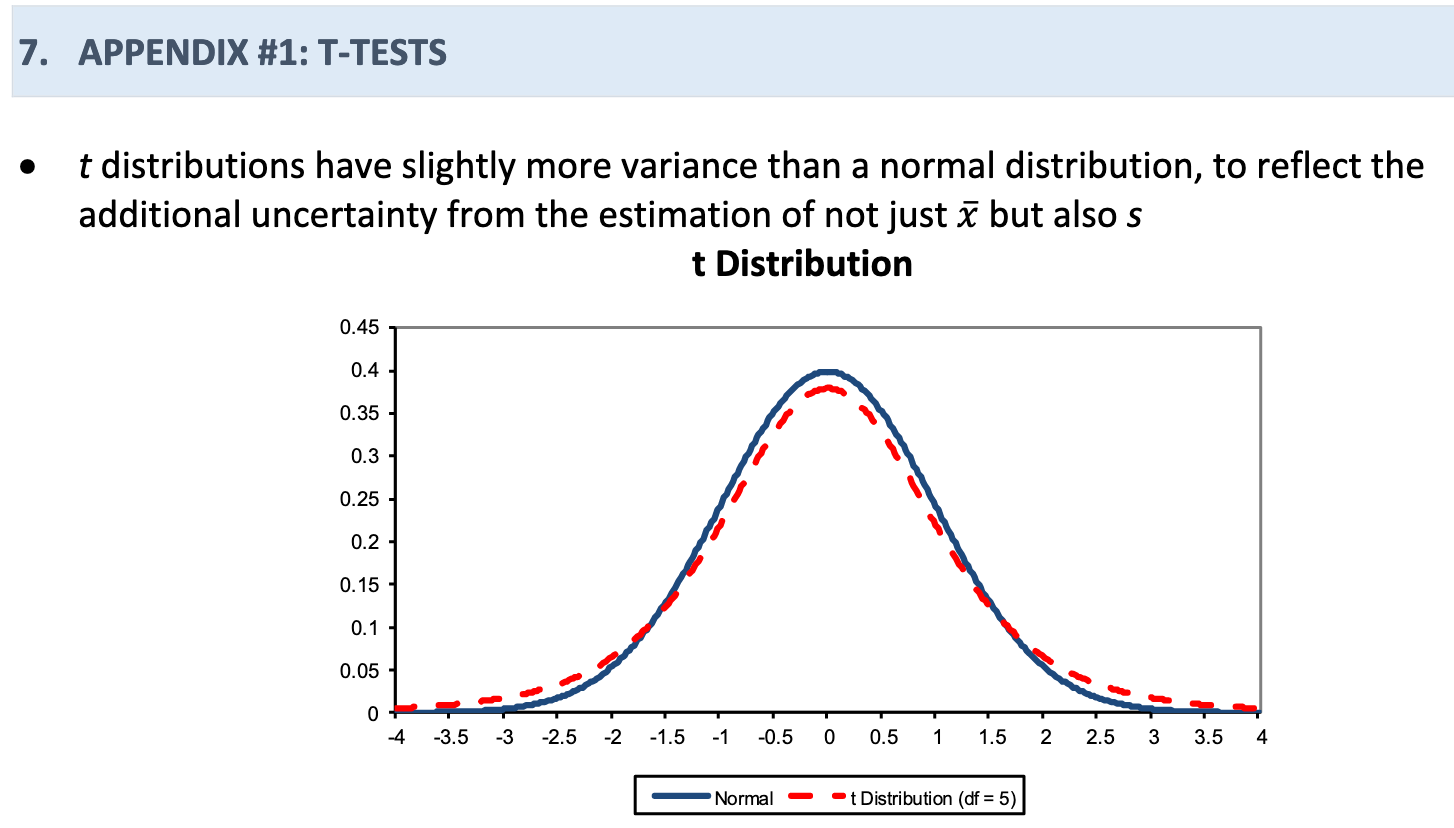 7. APPENDIX #1: T-TESTS
• t distributions have slightly more variance than a normal distribution, to reflect the
additional uncertainty from the estimation of not just x̄ but also s
t Distribution
0.45
0.4
0.35
0.3
0.25
0.2
0.15
0.1
0.05
0
-4 -3.5 -3 -2.5 -2 -1.5 -1 -0.5 0 0.5 1 1.5 2 2.5 3 3.5 4
Normal t Distribution (df = 5)